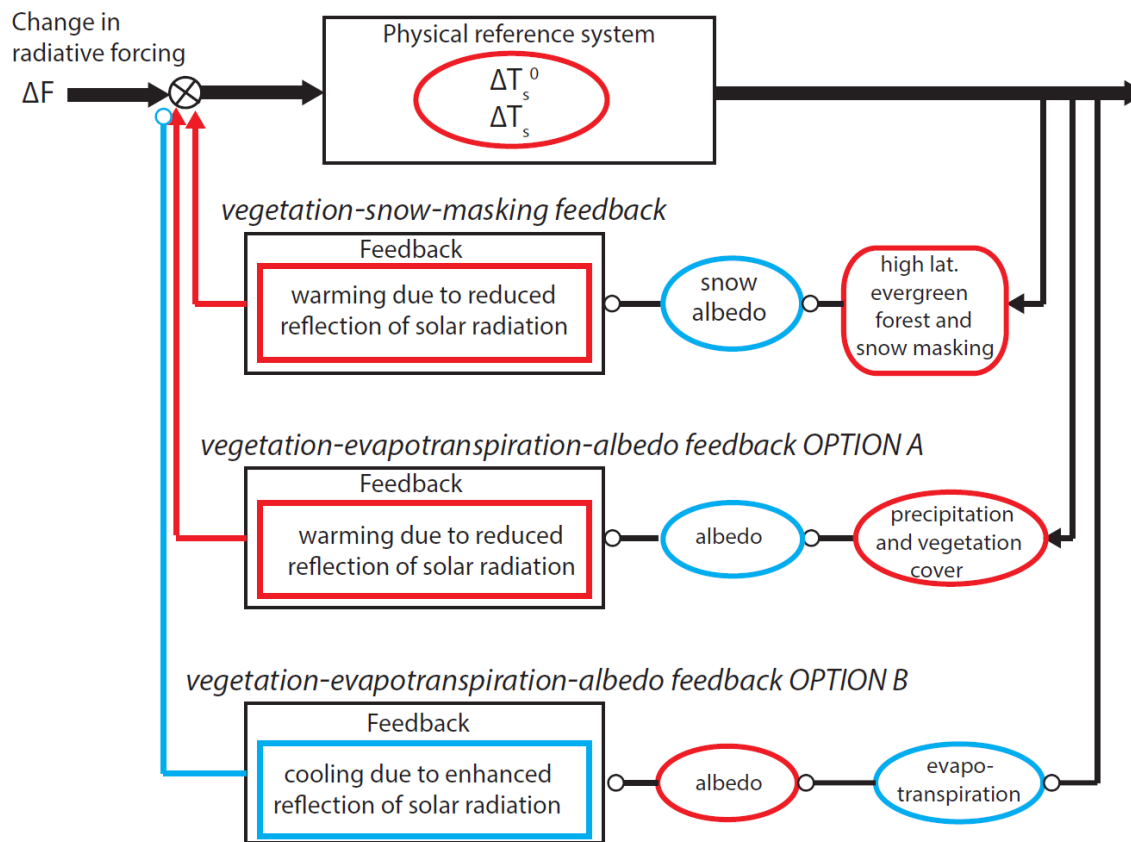 Change in
radiative forcing
ΔF
Physical reference system
ΔTs⁰
ΔTs
vegetation-snow-masking feedback
Feedback
warming due to reduced
reflection of solar radiation
snow
albedo
high lat.
evergreen
forest and
snow masking
vegetation-evapotranspiration-albedo feedback OPTION A
Feedback
warming due to reduced
reflection of solar radiation
albedo
precipitation
and vegetation
cover
vegetation-evapotranspiration-albedo feedback OPTION B
Feedback
cooling due to enhanced
reflection of solar radiation
albedo
evapo-
transpiration